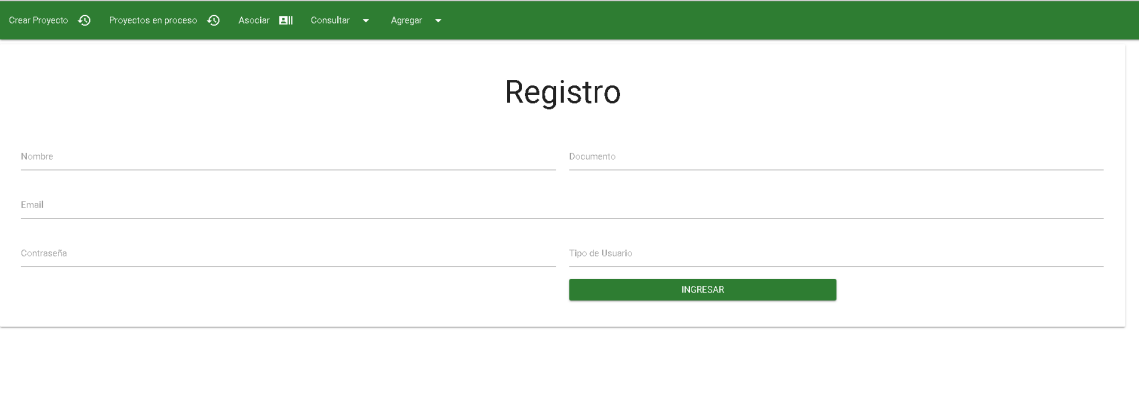 Crear Proyecto Proyectos en proceso Asociar Consultar Agregar
Registro
Nombre Documento
Email
Contraseña Tipo de Usuario
INGRESAR